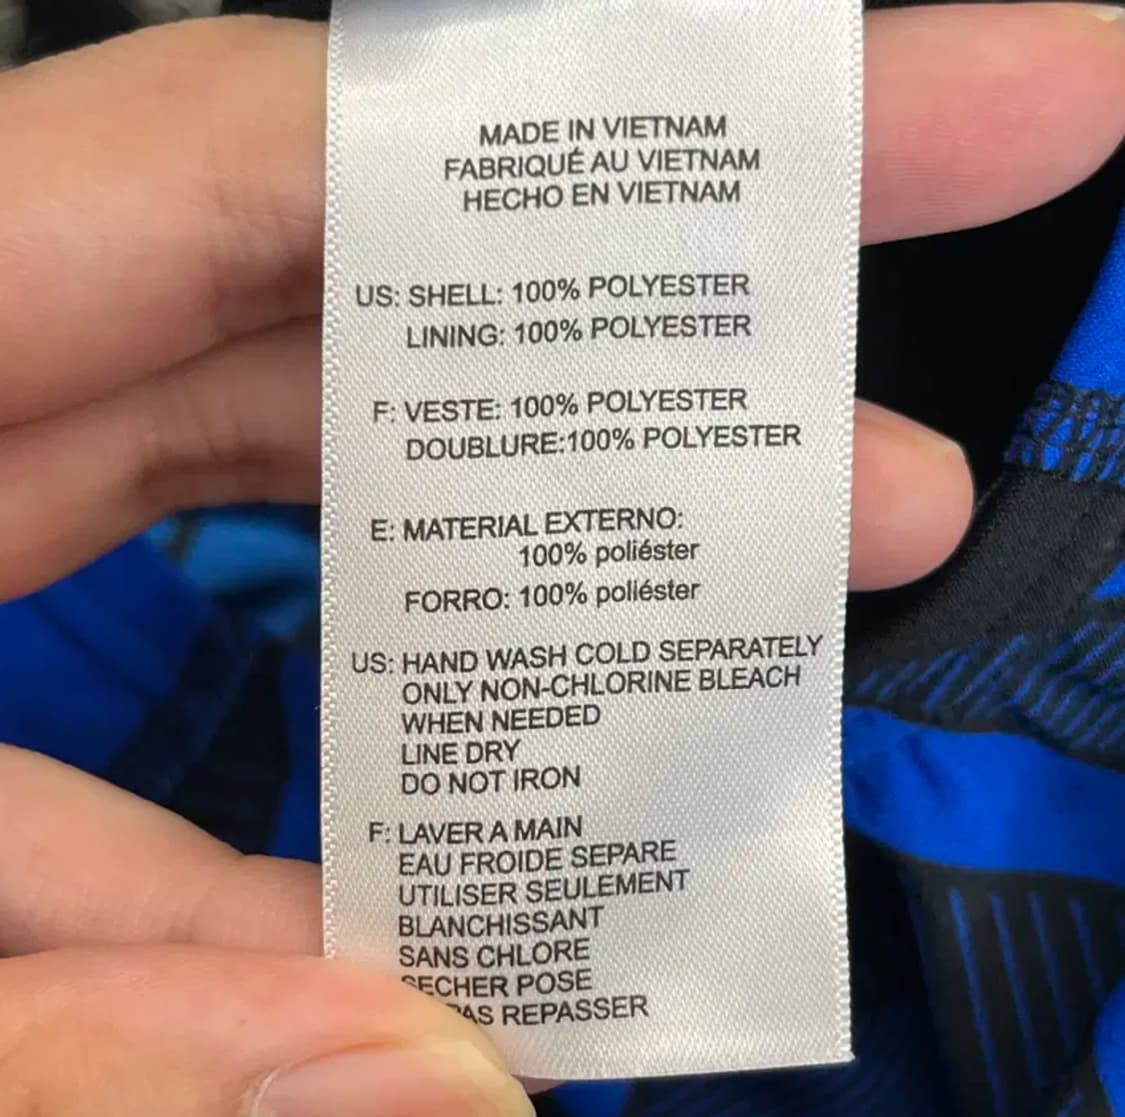 MADE IN VIETNAM
FABRIQUÉ AU VIETNAM
HECHO EN VIETNAM
US: SHELL: 100% POLYESTER
LINING: 100% POLYESTER
F: VESTE: 100% POLYESTER
DOUBLURE:100% POLYESTER
E: MATERIAL EXTERNO:
100% poliéster
FORRO: 100% poliéster
US: HAND WASH COLD SEPARATELY
ONLY NON-CHLORINE BLEACH
WHEN NEEDED
LINE DRY
DO NOT IRON
F: LAVER A MAIN
EAU FROIDE SEPARE
UTILISER SEULEMENT
BLANCHISSANT
SANS CHLORE
SECHER POSE
PAS REPASSER